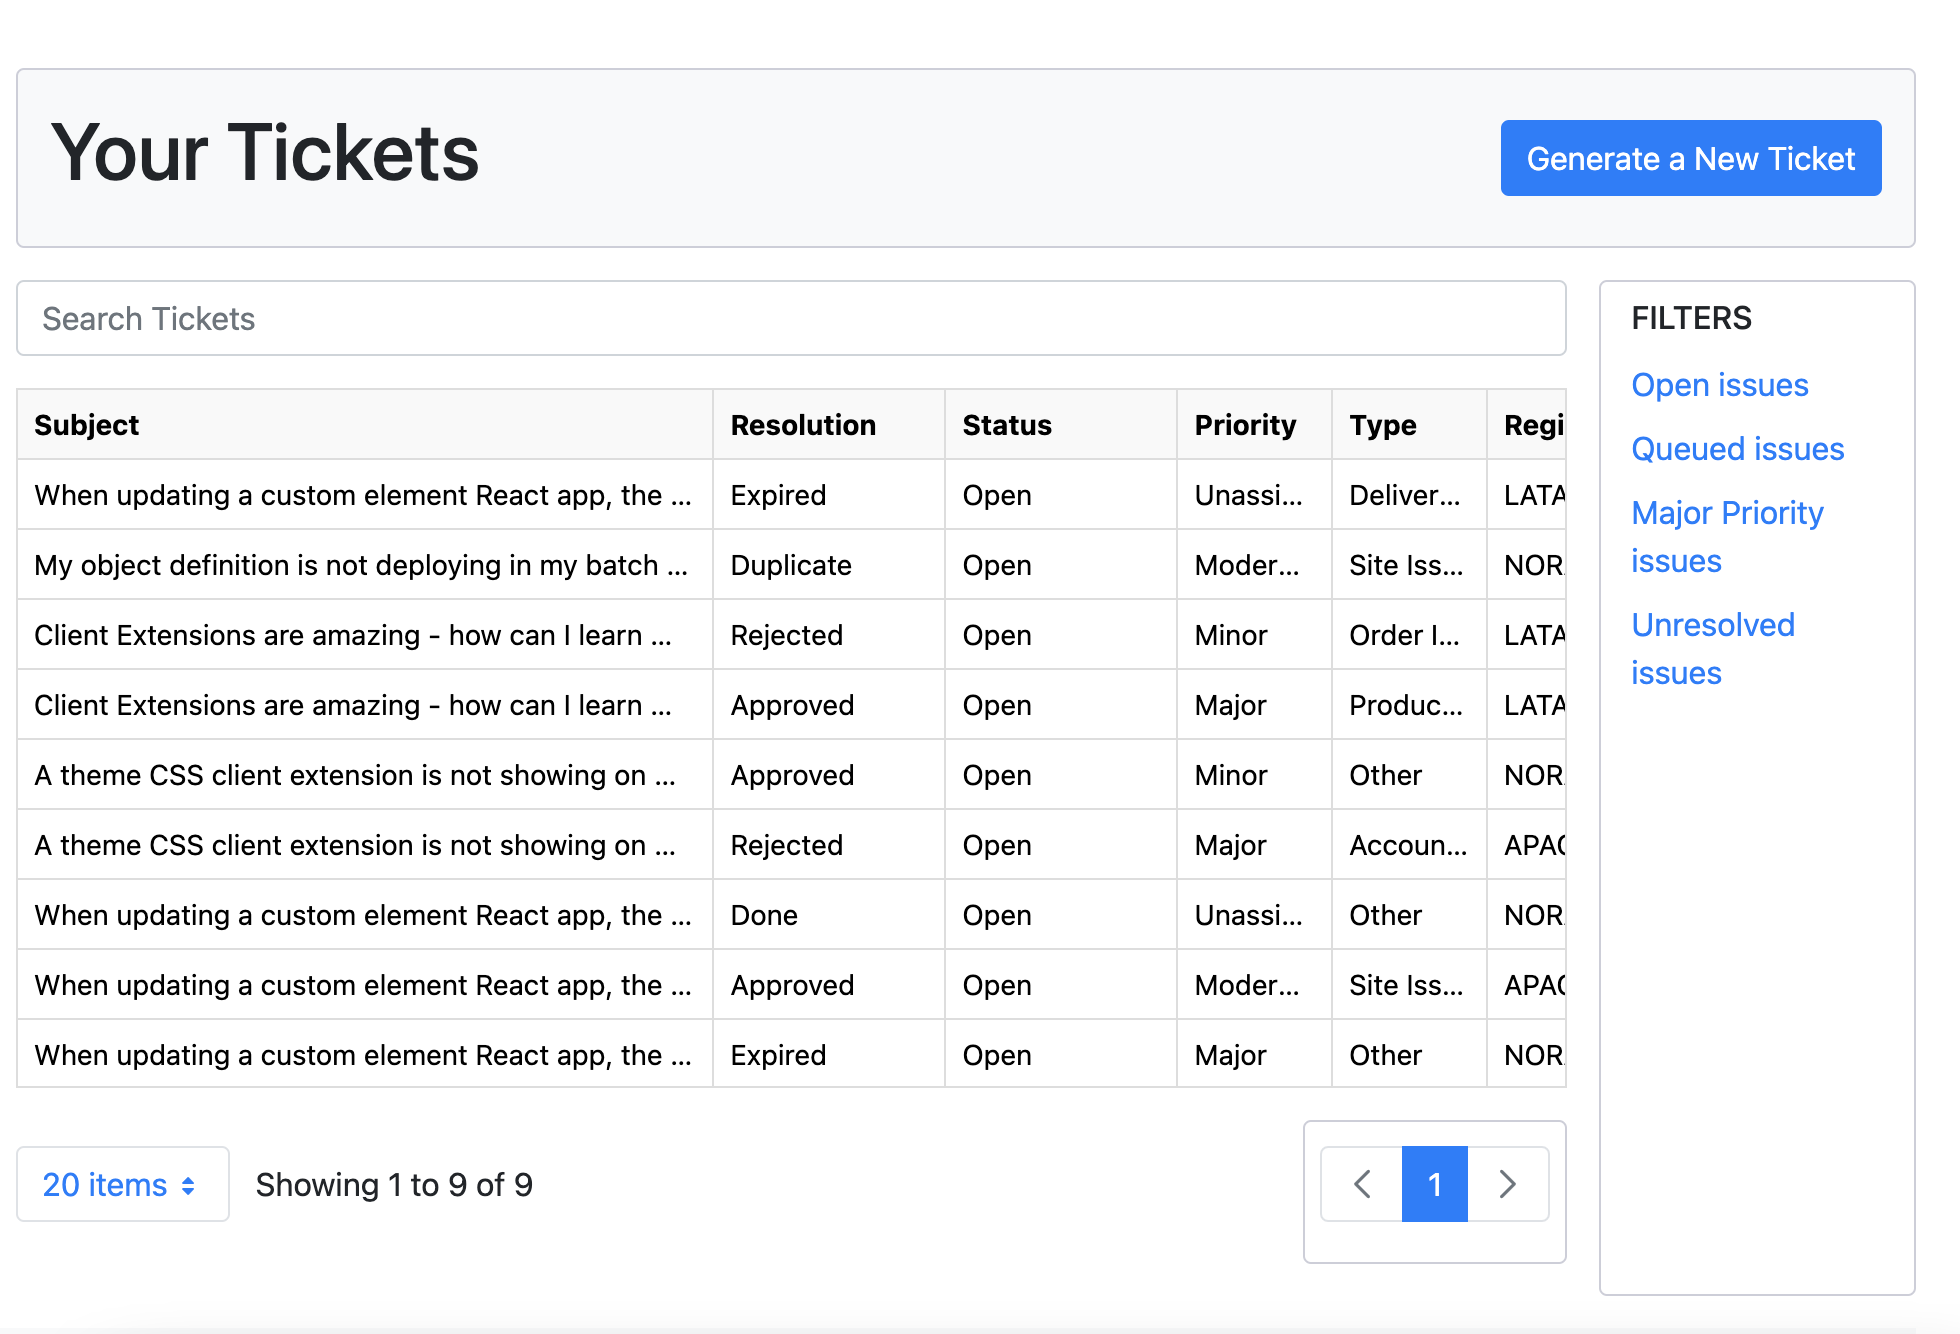 Your Tickets
Generate a New Ticket
Search Tickets
FILTERS
Open issues
Queued issues
Major Priority
issues
Unresolved
issues
Subject Resolution Status Priority Type Regi
When updating a custom element React app, the ... Expired Open Unassi... Deliver... LATA
My object definition is not deploying in my batch ... Duplicate Open Moder... Site Iss... NOR
Client Extensions are amazing - how can I learn ... Rejected Open Minor Order I... LATA
Client Extensions are amazing - how can I learn ... Approved Open Major Produc... LATA
A theme CSS client extension is not showing on ... Approved Open Minor Other NOR
A theme CSS client extension is not showing on ... Rejected Open Major Accoun... APAC
When updating a custom element React app, the ... Done Open Unassi... Other NOR
When updating a custom element React app, the ... Approved Open Moder... Site Iss... APAC
When updating a custom element React app, the ... Expired Open Major Other NOR
20 items Showing 1 to 9 of 9 1